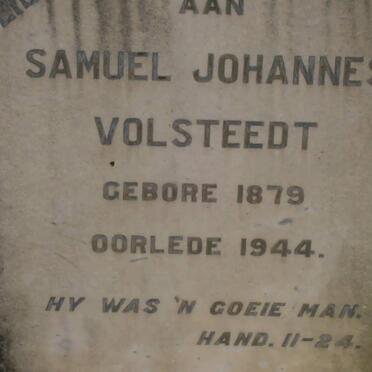 AAN
SAMUEL JOHANNES
VOLSTEEDT
GEBORE 1879
OORLEDE 1944.
HY WAS 'N GOEIE MAN.
HAND. 11-24.